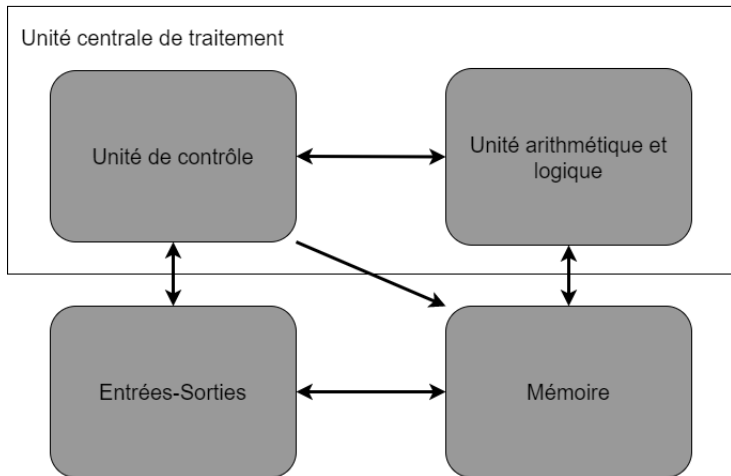 Unité centrale de traitement
Unité de contrôle
Unité arithmétique et
logique
Entrées-Sorties
Mémoire